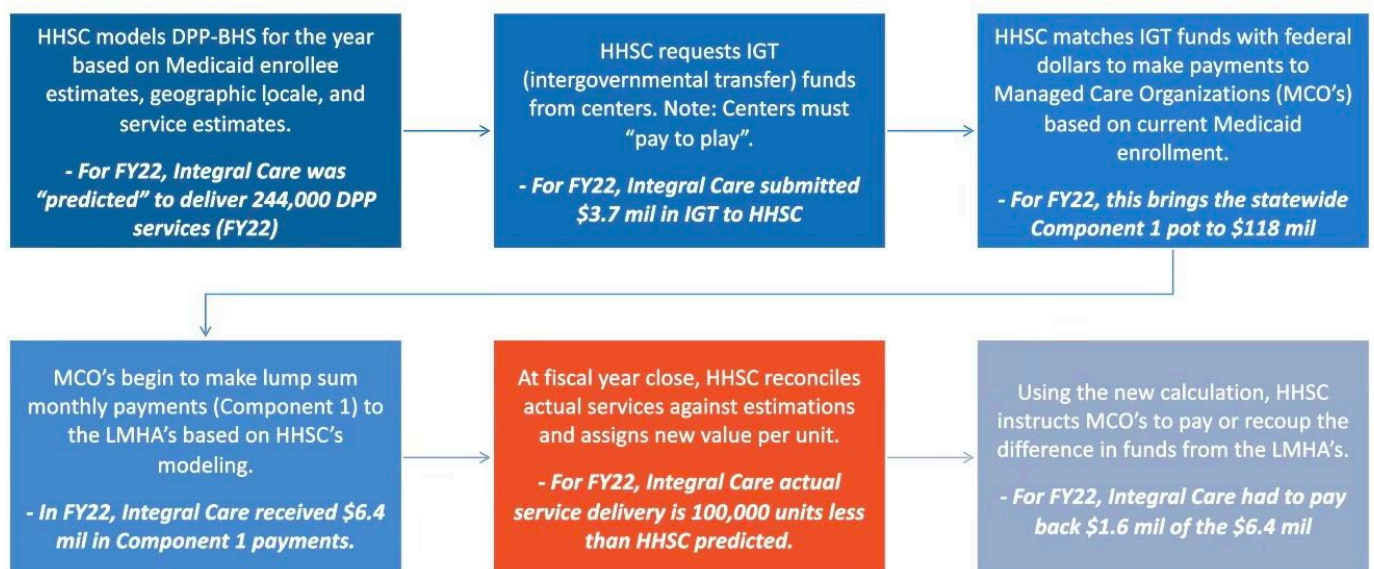 HHSC models DPP-BHS for the year
based on Medicaid enrollee
estimates, geographic locale, and
service estimates.
- For FY22, Integral Care was
“predicted” to deliver 244,000 DPP
services (FY22)
HHSC requests IGT
(intergovernmental transfer) funds
from centers. Note: Centers must
“pay to play”.
- For FY22, Integral Care submitted
$3.7 mil in IGT to HHSC
HHSC matches IGT funds with federal
dollars to make payments to
Managed Care Organizations (MCO’s)
based on current Medicaid
enrollment.
- For FY22, this brings the statewide
Component 1 pot to $118 mil
MCO’s begin to make lump sum
monthly payments (Component 1) to
the LMHA’s based on HHSC’s
modeling.
- In FY22, Integral Care received $6.4
mil in Component 1 payments.
At fiscal year close, HHSC reconciles
actual services against estimations
and assigns new value per unit.
- For FY22, Integral Care actual
service delivery is 100,000 units less
than HHSC predicted.
Using the new calculation, HHSC
instructs MCO’s to pay or recoup the
difference in funds from the LMHA’s.
- For FY22, Integral Care had to pay
back $1.6 mil of the $6.4 mil